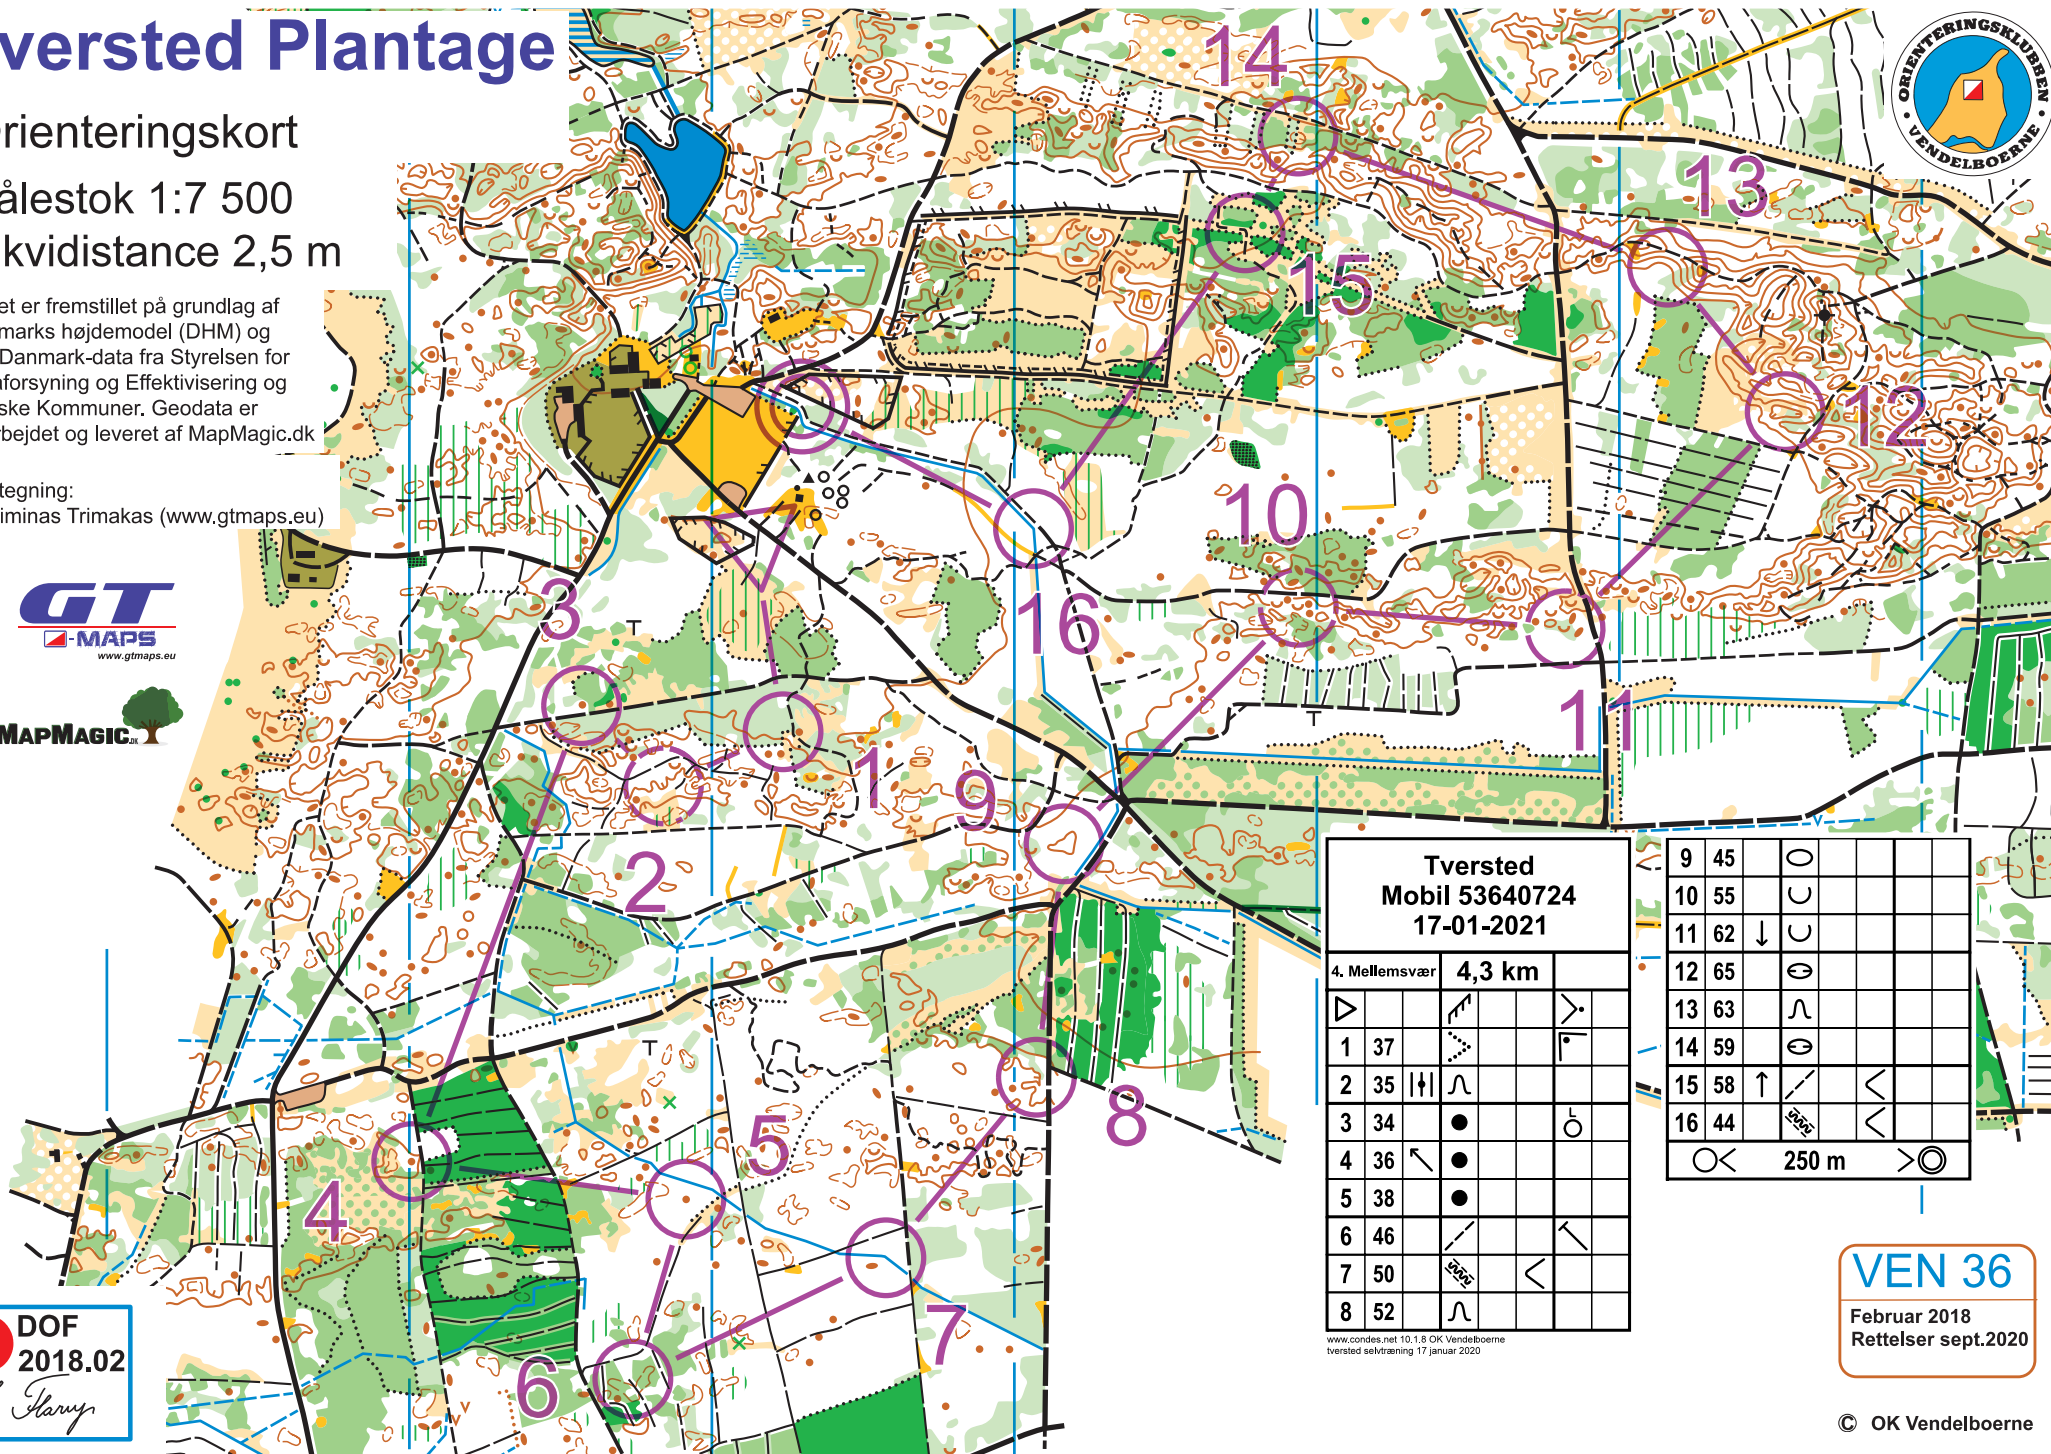 versted Plantage
rienteringskort
ålestok 1:7 500
kvidistance 2,5 m
et er fremstillet på grundlag af
marks højdemodel (DHM) og
Danmark-data fra Styrelsen for
aforsyning og Effektivisering og
ske Kommuner. Geodata er
bejdet og leveret af MapMagic.dk
tegning:
iminas Trimakas (www.gtmaps.eu)
GT
-MAPS
www.gtmaps.eu
MAPMAGIC.DK
ORIENTERINGSKLUBBEN
• VENDELBOERNE •
14
13
15
12
10
3
16
11
1
9
2
5
8
4
7
6
Tversted
Mobil 53640724
17-01-2021
4. Mellemsvær 4,3 km
1 37
2 35
3 34
4 36
5 38
6 46
7 50
8 52
www.condes.net 10.1.8 OK Vendelboerne
tversted selvtræning 17 januar 2020
9 45
10 55
11 62
12 65
13 63
14 59
15 58
16 44
250 m
DOF
2018.02
VEN 36
Februar 2018
Rettelser sept.2020
© OK Vendelboerne